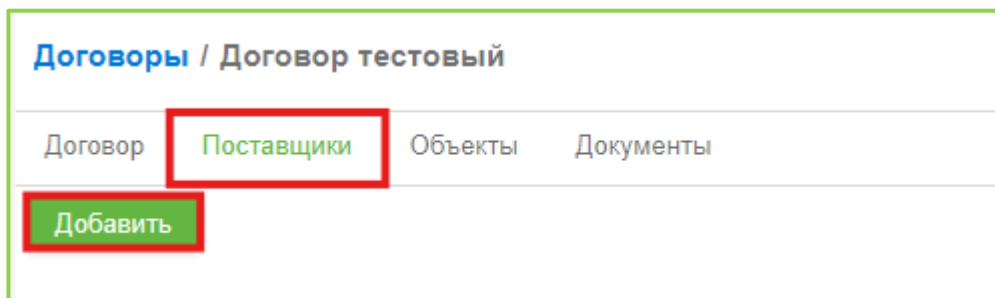 Договоры / Договор тестовый
Договор Поставщики Объекты Документы
Добавить